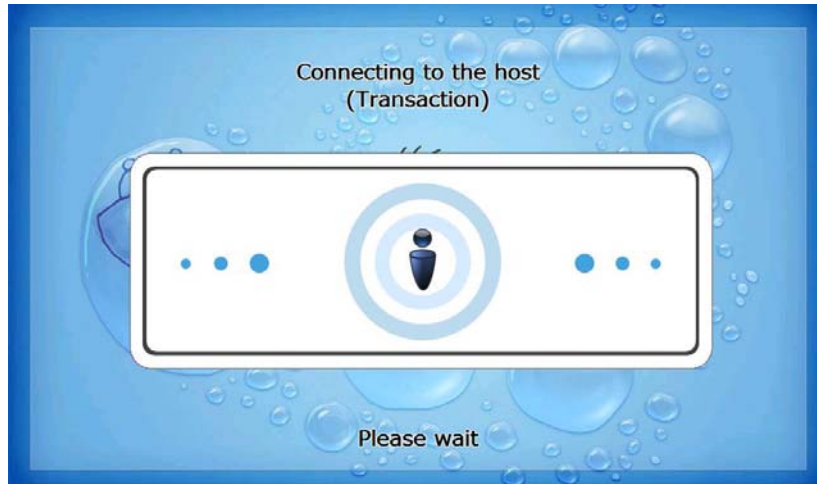 Connecting to the host
(Transaction)
Please wait